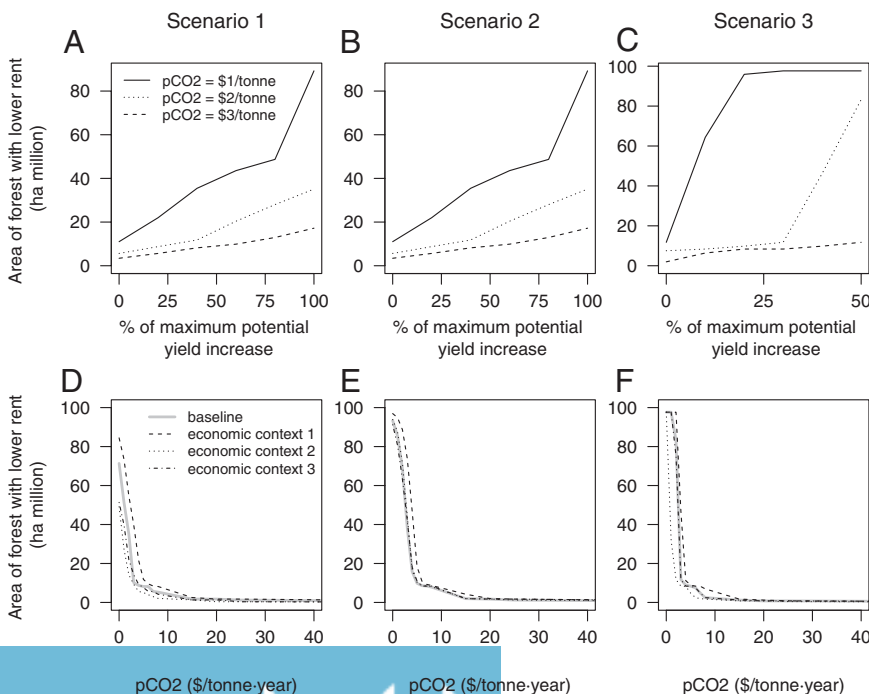 Scenario 1
Scenario 2
Scenario 3
A
B
C
Area of forest with lower rent
(ha million)
80
60
40
20
0
pCO2 = $1/tonne
pCO2 = $2/tonne
pCO2 = $3/tonne
0 25 50 75 100
% of maximum potential
yield increase
80
60
40
20
0
0 25 50 75 100
% of maximum potential
yield increase
100
80
60
40
20
0
0 25 50
% of maximum potential
yield increase
D
E
F
Area of forest with lower rent
(ha million)
100
80
60
40
20
0
baseline
economic context 1
economic context 2
economic context 3
0 10 20 30 40
pCO2 ($/tonne·year)
100
80
60
40
20
0
0 10 20 30 40
pCO2 ($/tonne·year)
100
80
60
40
20
0
0 10 20 30 40
pCO2 ($/tonne·year)